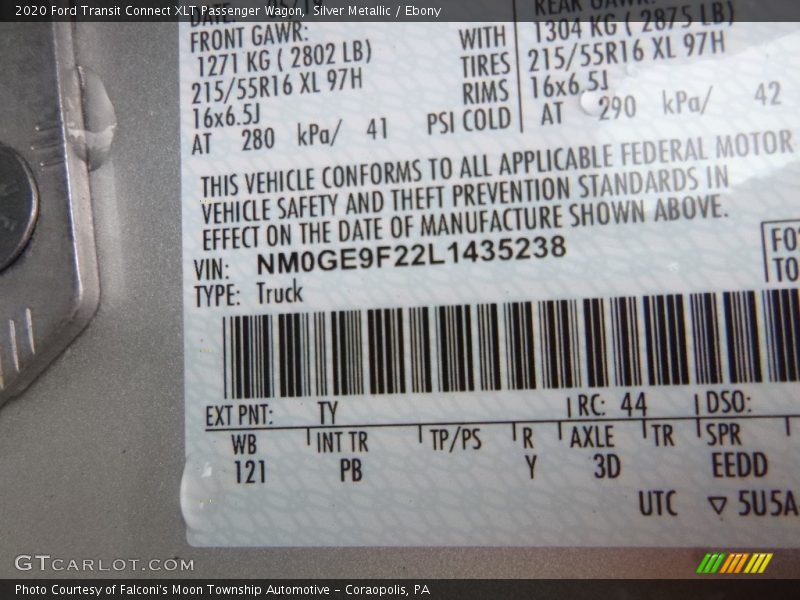 2020 Ford Transit Connect XLT Passenger Wagon, Silver Metallic / Ebony
DATE:
FRONT GAWR: REAR GAWR:
1271 KG ( 2802 LB) WITH 1304 KG ( 2875 LB)
215/55R16 XL 97H TIRES 215/55R16 XL 97H
16x6.5J RIMS 16x6.5J
AT 280 kPa/ 41 PSI COLD AT 290 kPa/ 42
THIS VEHICLE CONFORMS TO ALL APPLICABLE FEDERAL MOTOR
VEHICLE SAFETY AND THEFT PREVENTION STANDARDS IN
EFFECT ON THE DATE OF MANUFACTURE SHOWN ABOVE.
VIN: NM0GE9F22L1435238
TYPE: Truck
EXT PNT: TY RC: 44 DSO:
WB INT TR TP/PS R AXLE TR SPR
121 PB Y 3D EEDD
UTC ▽ 5U5A
GTCARLOT.COM
Photo Courtesy of Falconi's Moon Township Automotive – Coraopolis, PA